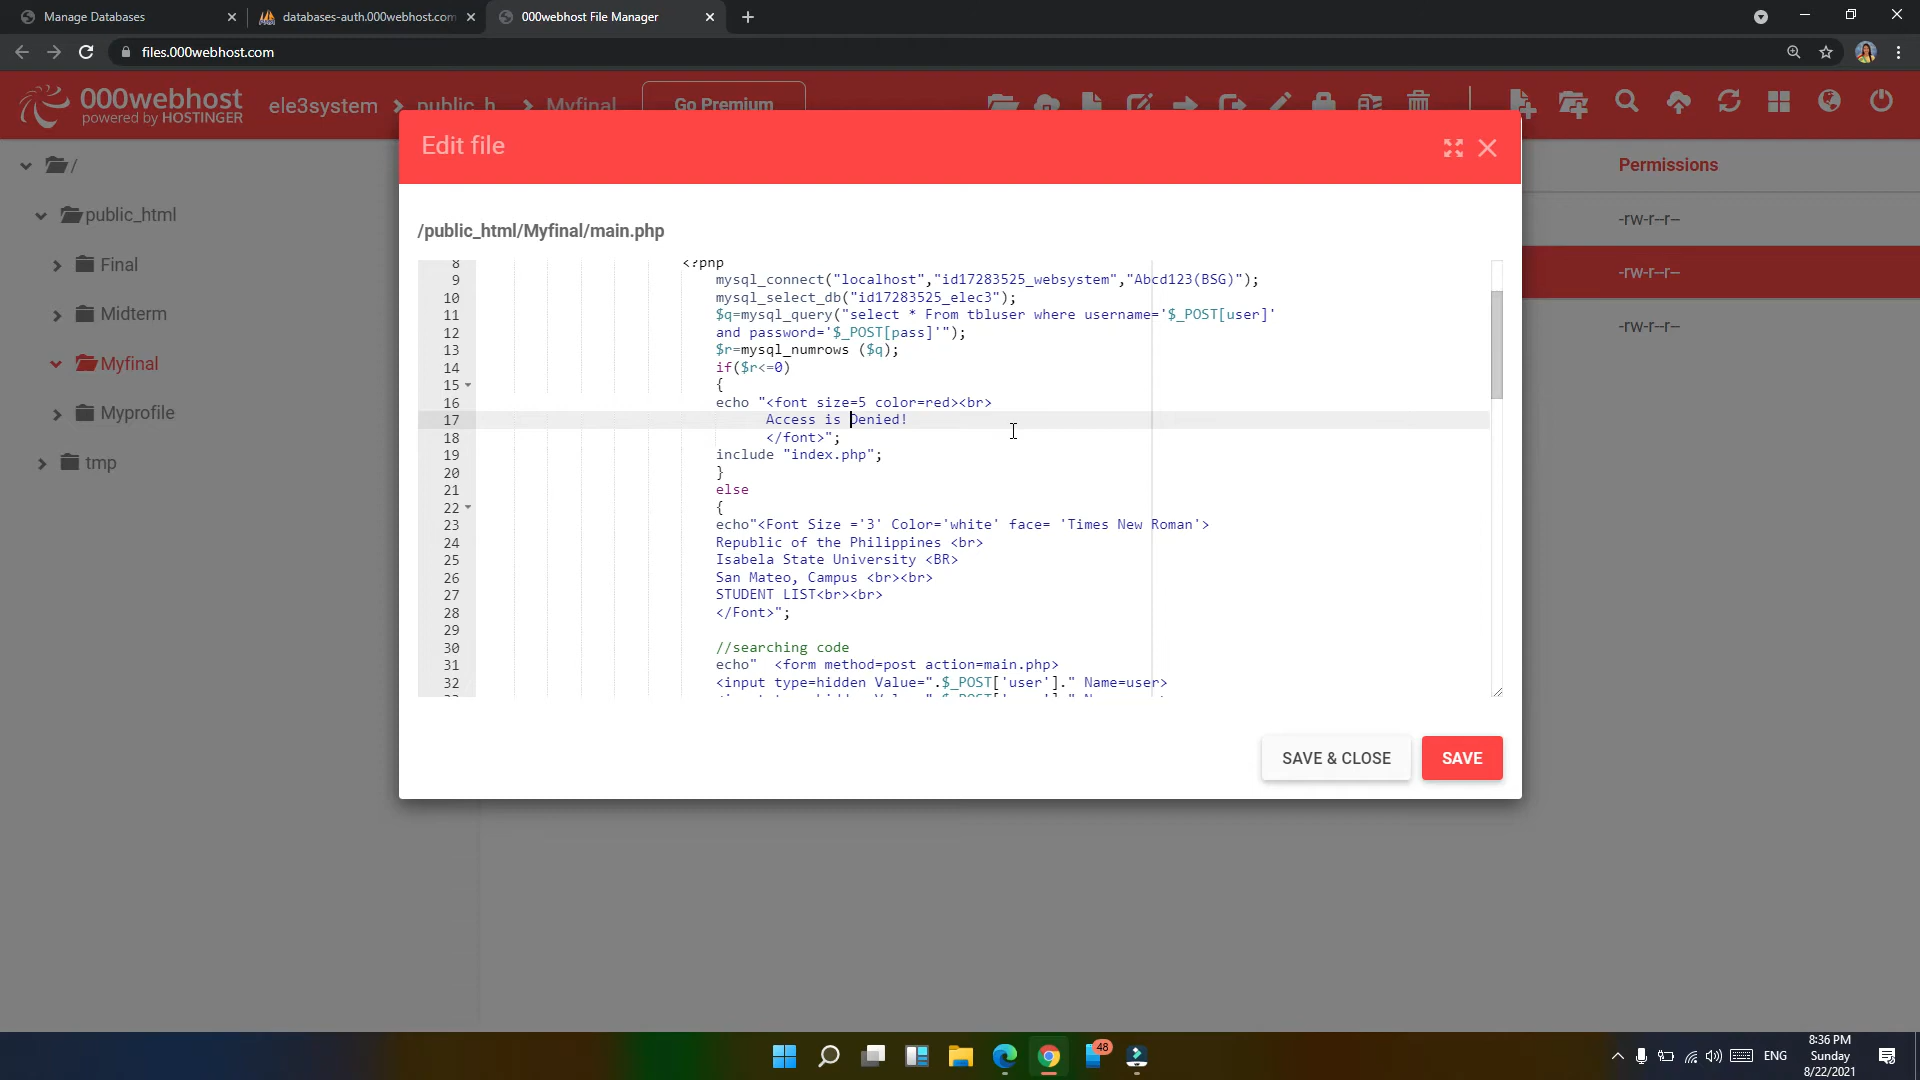 Manage Databases
databases-auth.000webhost.com
000webhost File Manager
files.000webhost.com
000webhost
powered by HOSTINGER
ele3system > public_h > Myfinal
Go Premium
Edit file
/
public_html
Final
Midterm
Myfinal
Myprofile
tmp
Permissions
-rw-r--r--
-rw-r--r--
-rw-r--r--
/public_html/Myfinal/main.php
8 <?php
9 mysql_connect("localhost","id17283525_websystem","Abcd123(BSG)");
10 mysql_select_db("id17283525_elec3");
11 $q=mysql_query("select * From tbluser where username='$_POST[user]'
12 and password='$_POST[pass]'");
13 $r=mysql_numrows ($q);
14 if($r<=0)
15 {
16 echo "<font size=5 color=red><br>
17 Access is Denied!
18 </font>";
19 include "index.php";
20 }
21 else
22 {
23 echo"<Font Size ='3' Color='white' face= 'Times New Roman'>
24 Republic of the Philippines <br>
25 Isabela State University <BR>
26 San Mateo, Campus <br><br>
27 STUDENT LIST<br><br>
28 </Font>";
29
30 //searching code
31 echo" <form method=post action=main.php>
32 <input type=hidden Value=".$_POST['user']." Name=user>
SAVE & CLOSE
SAVE
48
ENG
8:36 PM
Sunday
8/22/2021